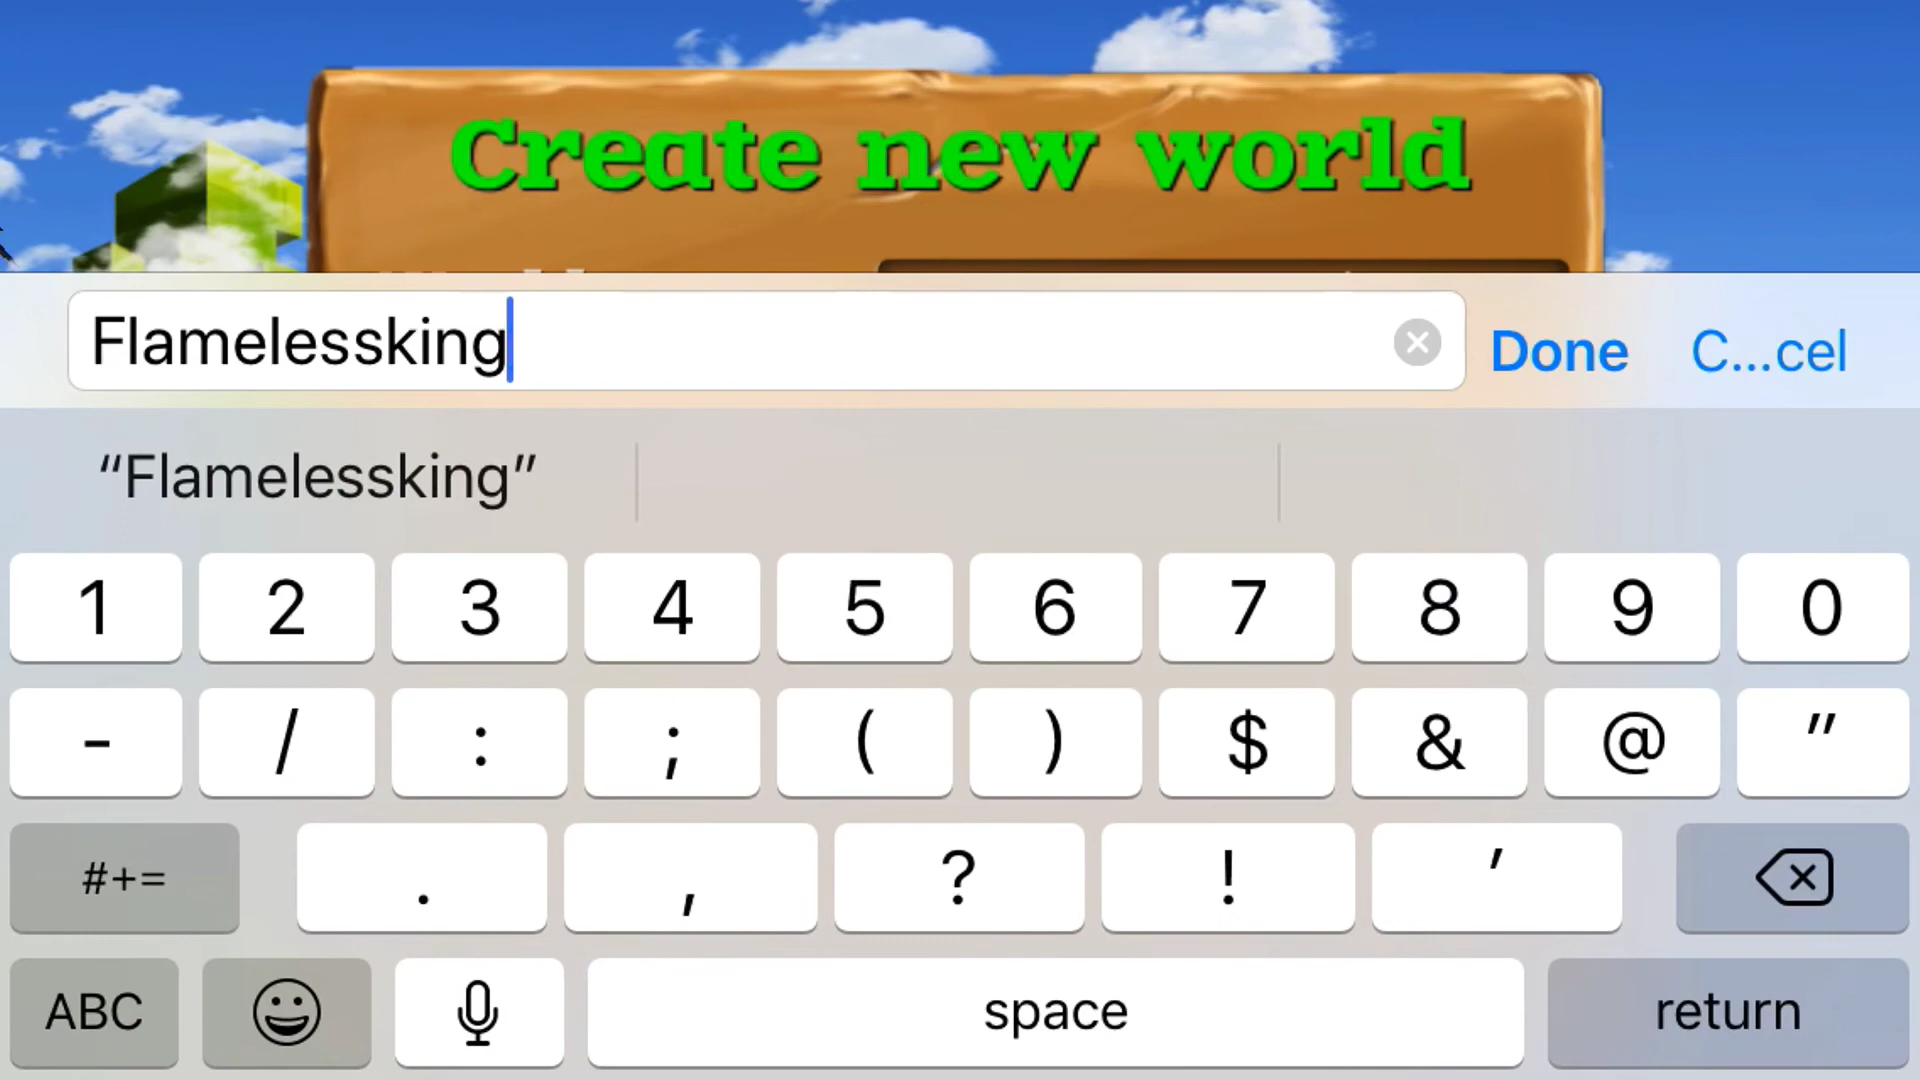 Create new world
Flamelessking
Done C...cel
“Flamelessking”
1 2 3 4 5 6 7 8 9 0
- / : ; ( ) $ & @ "
#+= . , ? ! '
ABC space return